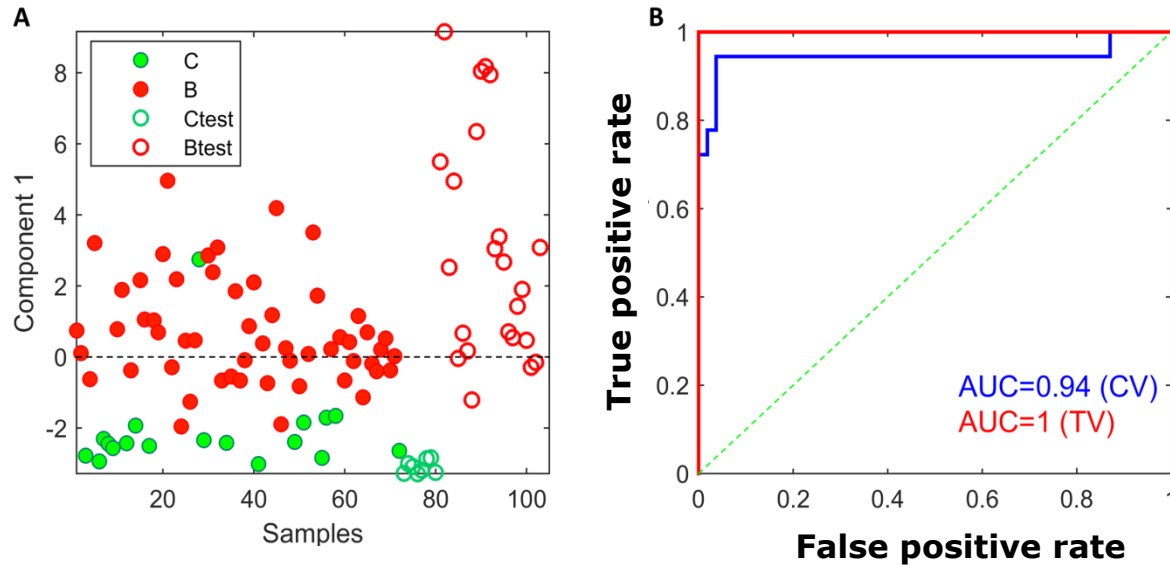 A
C
B
Ctest
Btest
8
6
4
2
0
-2
Component 1
20
40
60
80
100
Samples
B
1
0.8
0.6
0.4
0.2
0
True positive rate
AUC=0.94 (CV)
AUC=1 (TV)
0
0.2
0.4
0.6
0.8
1
False positive rate